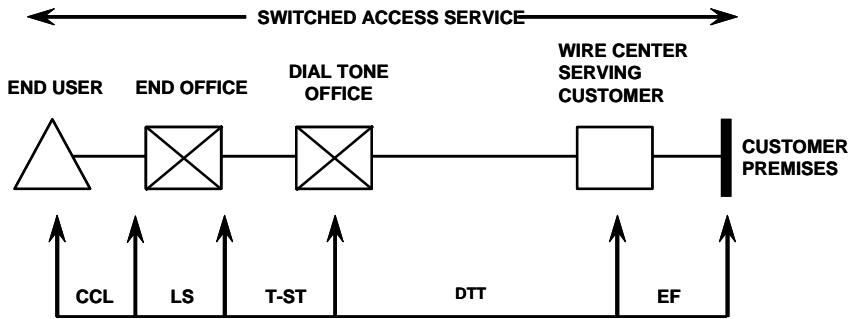 SWITCHED ACCESS SERVICE
END USER
END OFFICE
DIAL TONE
OFFICE
WIRE CENTER
SERVING
CUSTOMER
CUSTOMER
PREMISES
CCL
LS
T-ST
DTT
EF